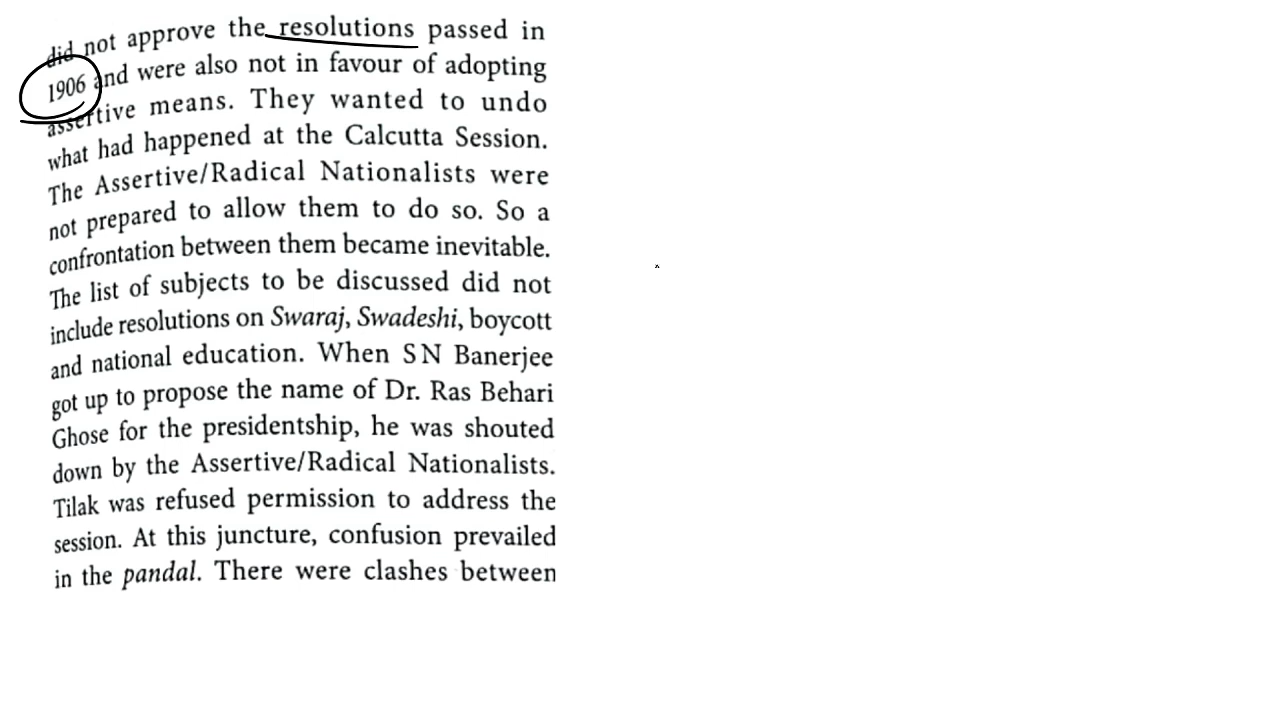 did not approve the resolutions passed in
1906 and were also not in favour of adopting
assertive means. They wanted to undo
what had happened at the Calcutta Session.
The Assertive/Radical Nationalists were
not prepared to allow them to do so. So a
confrontation between them became inevitable.
The list of subjects to be discussed did not
include resolutions on Swaraj, Swadeshi, boycott
and national education. When SN Banerjee
got up to propose the name of Dr. Ras Behari
Ghose for the presidentship, he was shouted
down by the Assertive/Radical Nationalists.
Tilak was refused permission to address the
session. At this juncture, confusion prevailed
in the pandal. There were clashes between